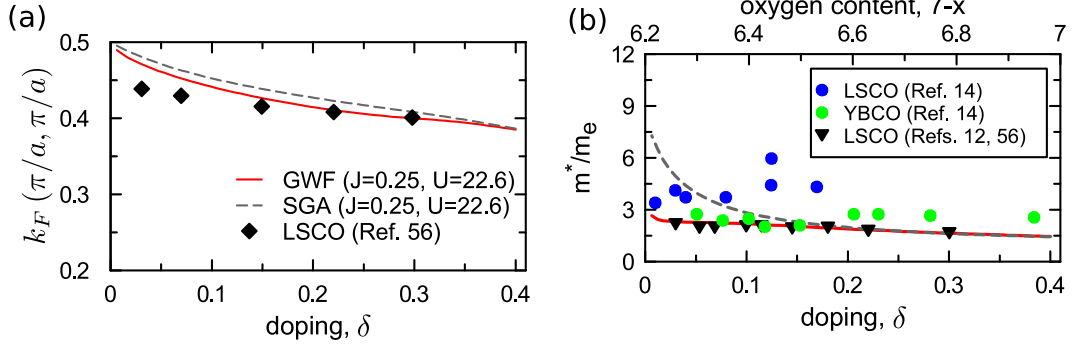 (a)
0.5
0.4
0.3
0.2
k_F (π/a, π/a)
GWF (J=0.25, U=22.6)
SGA (J=0.25, U=22.6)
LSCO (Ref. 56)
0 0.1 0.2 0.3 0.4
doping, δ
(b)
oxygen content, 7-x
6.2 6.4 6.6 6.8 7
12
9
6
3
0
m*/m_e
LSCO (Ref. 14)
YBCO (Ref. 14)
LSCO (Refs. 12, 56)
0 0.1 0.2 0.3 0.4
doping, δ